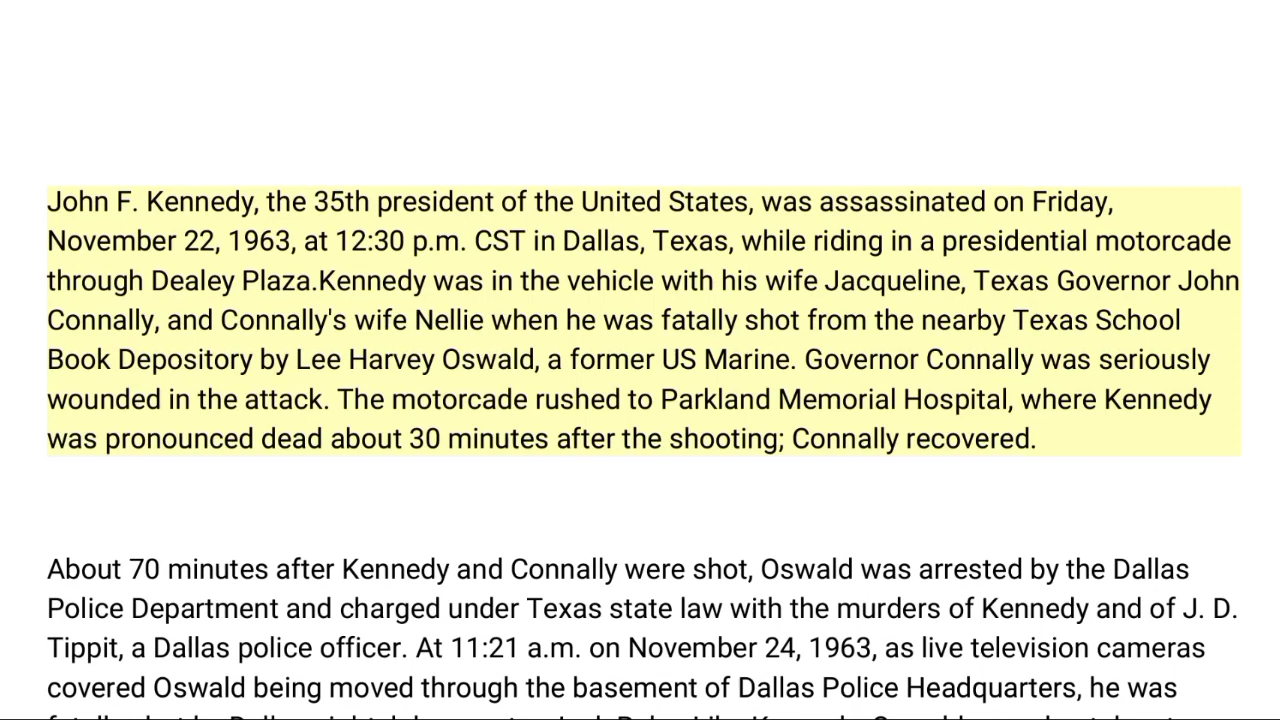 John F. Kennedy, the 35th president of the United States, was assassinated on Friday,
November 22, 1963, at 12:30 p.m. CST in Dallas, Texas, while riding in a presidential motorcade
through Dealey Plaza.Kennedy was in the vehicle with his wife Jacqueline, Texas Governor John
Connally, and Connally's wife Nellie when he was fatally shot from the nearby Texas School
Book Depository by Lee Harvey Oswald, a former US Marine. Governor Connally was seriously
wounded in the attack. The motorcade rushed to Parkland Memorial Hospital, where Kennedy
was pronounced dead about 30 minutes after the shooting; Connally recovered.
About 70 minutes after Kennedy and Connally were shot, Oswald was arrested by the Dallas
Police Department and charged under Texas state law with the murders of Kennedy and of J. D.
Tippit, a Dallas police officer. At 11:21 a.m. on November 24, 1963, as live television cameras
covered Oswald being moved through the basement of Dallas Police Headquarters, he was